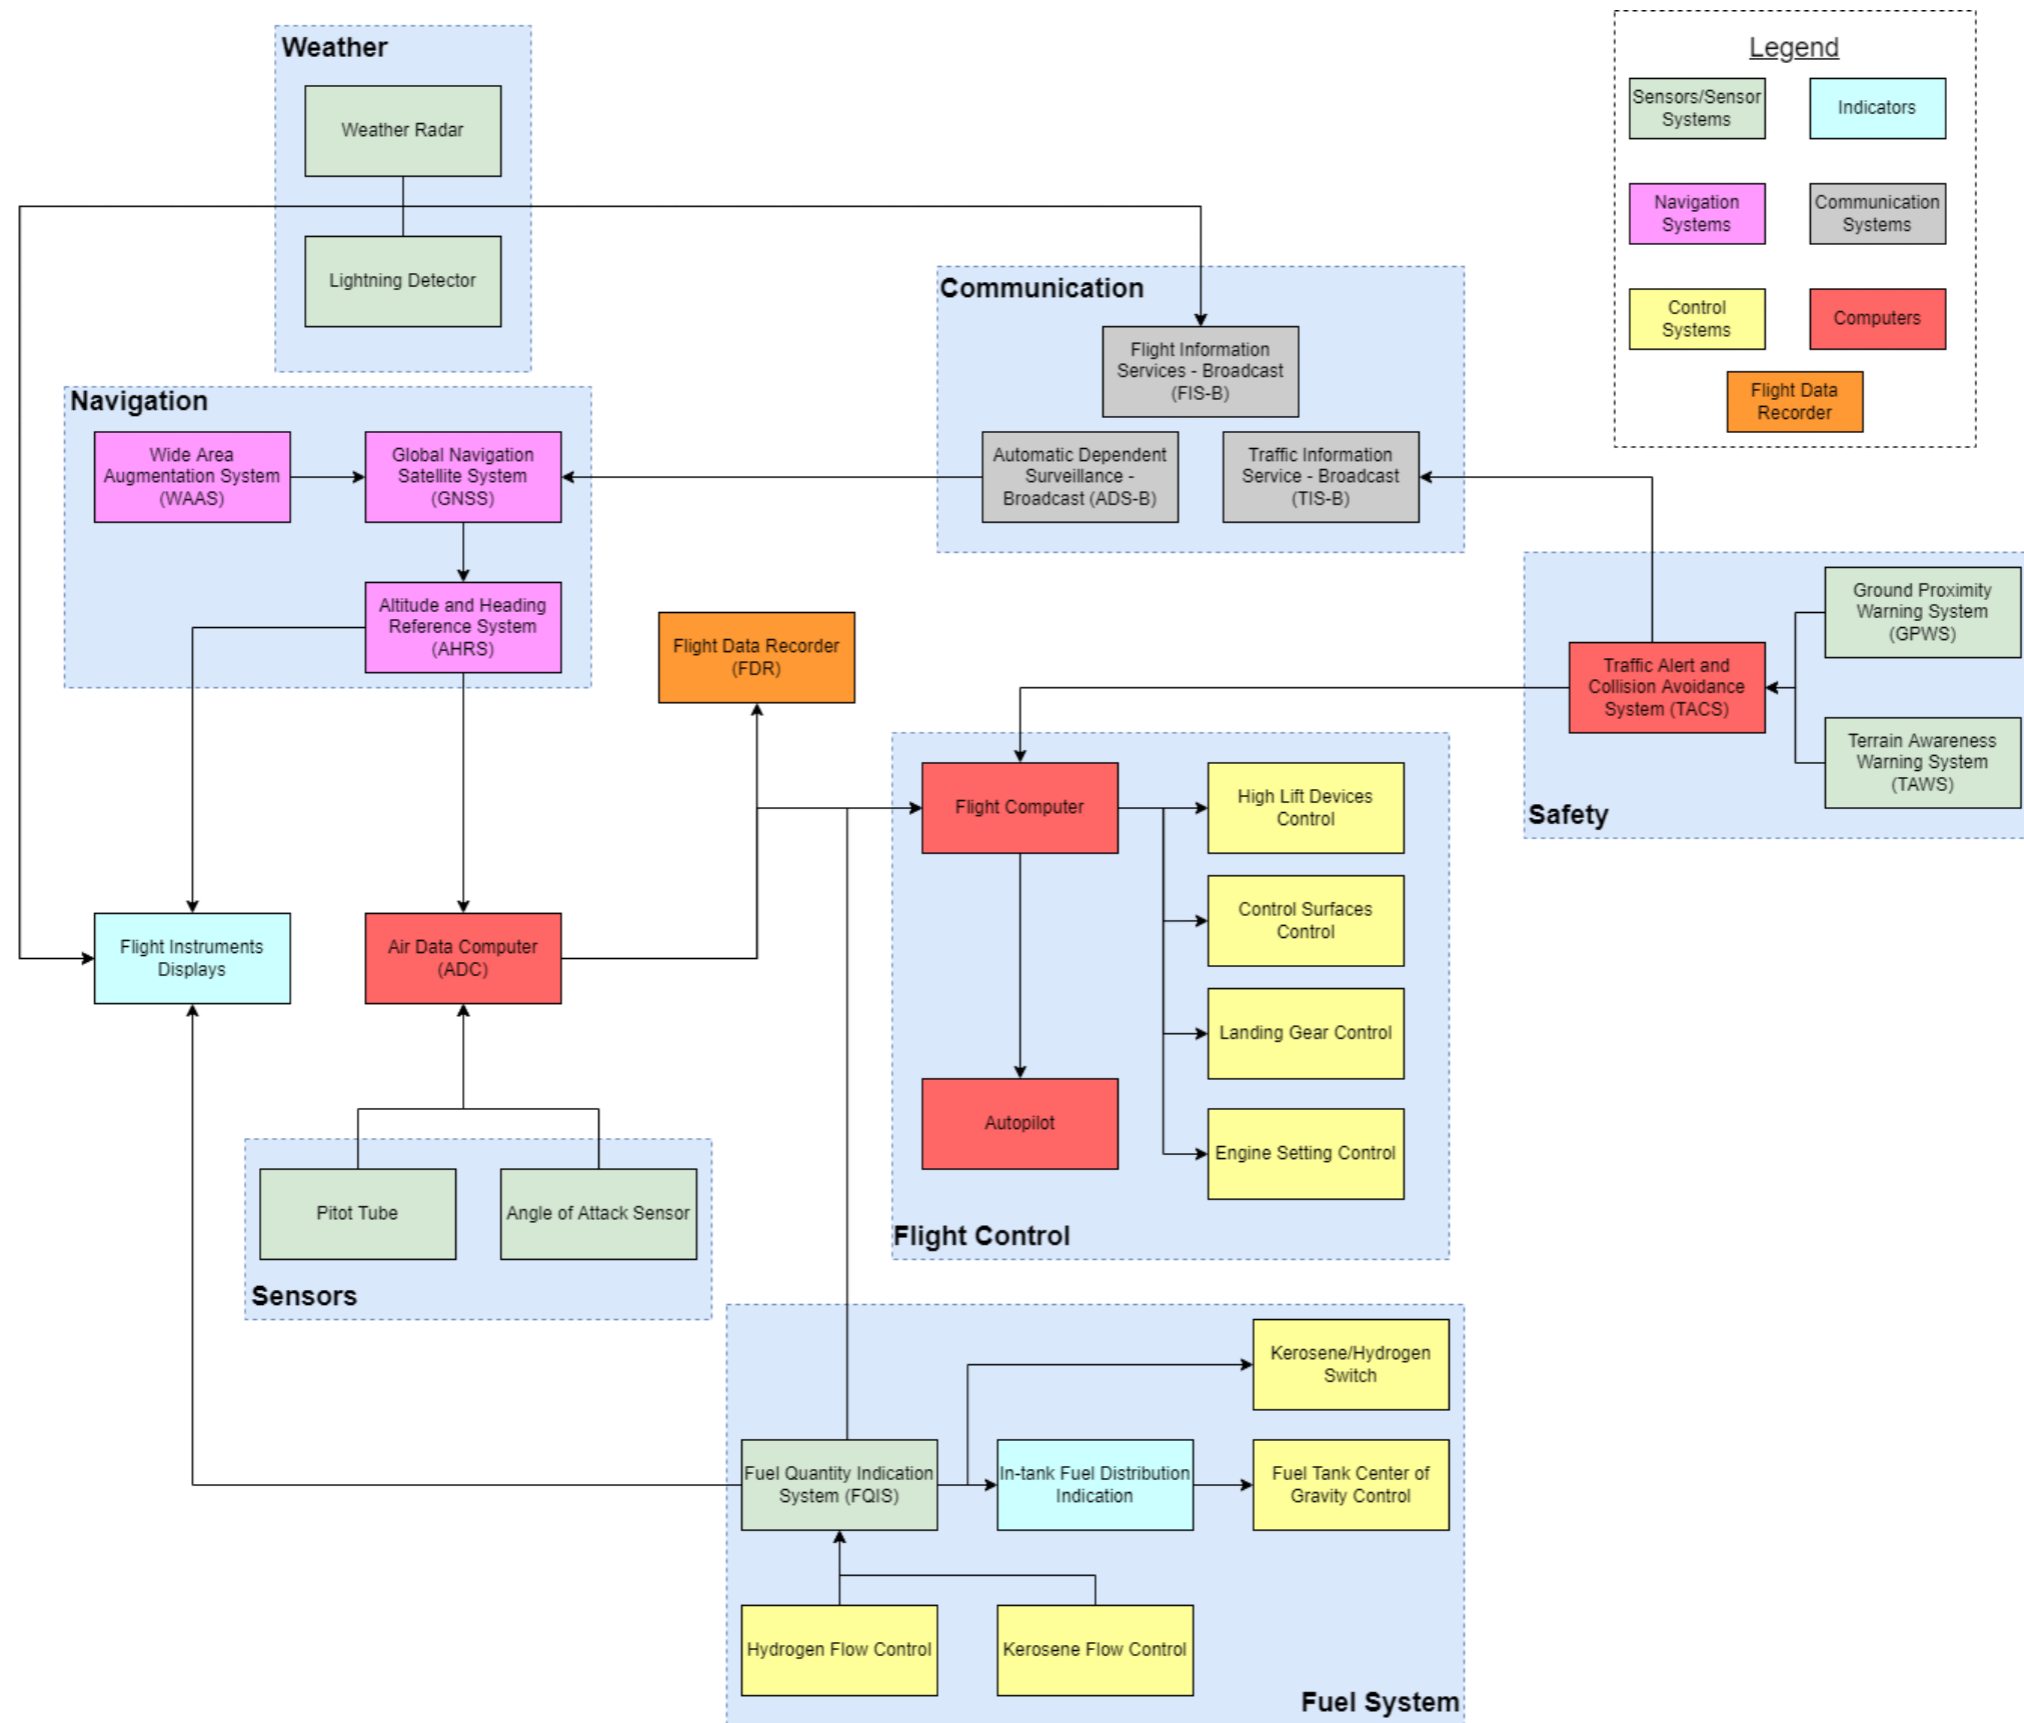 Weather
Weather Radar
Lightning Detector
Legend
Sensors/Sensor
Systems
Indicators
Navigation
Systems
Communication
Systems
Control
Systems
Computers
Flight Data
Recorder
Communication
Flight Information
Services - Broadcast
(FIS-B)
Automatic Dependent
Surveillance -
Broadcast (ADS-B)
Traffic Information
Service - Broadcast
(TIS-B)
Navigation
Wide Area
Augmentation System
(WAAS)
Global Navigation
Satellite System
(GNSS)
Altitude and Heading
Reference System
(AHRS)
Flight Data Recorder
(FDR)
Ground Proximity
Warning System
(GPWS)
Traffic Alert and
Collision Avoidance
System (TACS)
Terrain Awareness
Warning System
(TAWS)
Safety
Flight Computer
High Lift Devices
Control
Control Surfaces
Control
Landing Gear Control
Autopilot
Engine Setting Control
Flight Control
Flight Instruments
Displays
Air Data Computer
(ADC)
Pitot Tube
Angle of Attack Sensor
Sensors
Kerosene/Hydrogen
Switch
Fuel Quantity Indication
System (FQIS)
In-tank Fuel Distribution
Indication
Fuel Tank Center of
Gravity Control
Hydrogen Flow Control
Kerosene Flow Control
Fuel System